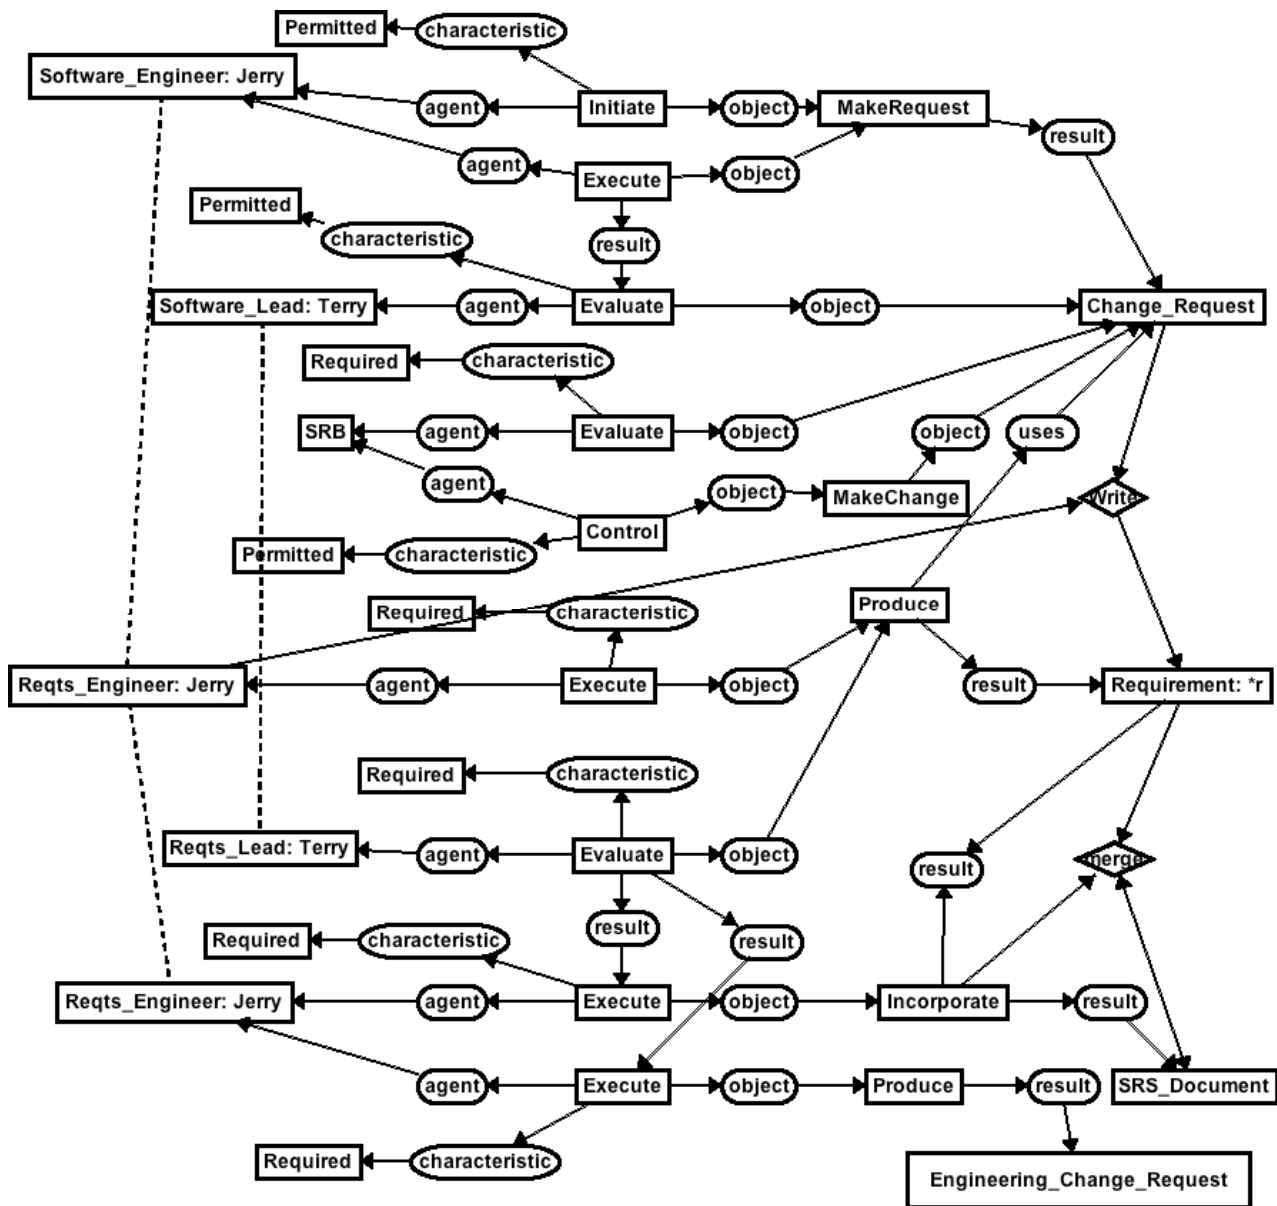 Permitted
characteristic
Software_Engineer: Jerry
agent
Initiate
object
MakeRequest
result
agent
Execute
object
Permitted
characteristic
result
Software_Lead: Terry
agent
Evaluate
object
Change_Request
Required
characteristic
SRB
agent
Evaluate
object
object
uses
agent
object
MakeChange
Write
Control
Permitted
characteristic
Required
characteristic
Produce
Reqts_Engineer: Jerry
agent
Execute
object
result
Requirement: *r
Required
characteristic
Reqts_Lead: Terry
agent
Evaluate
object
result
merge
Required
characteristic
result
result
Reqts_Engineer: Jerry
agent
Execute
object
Incorporate
result
agent
Execute
object
Produce
result
SRS_Document
Required
characteristic
Engineering_Change_Request